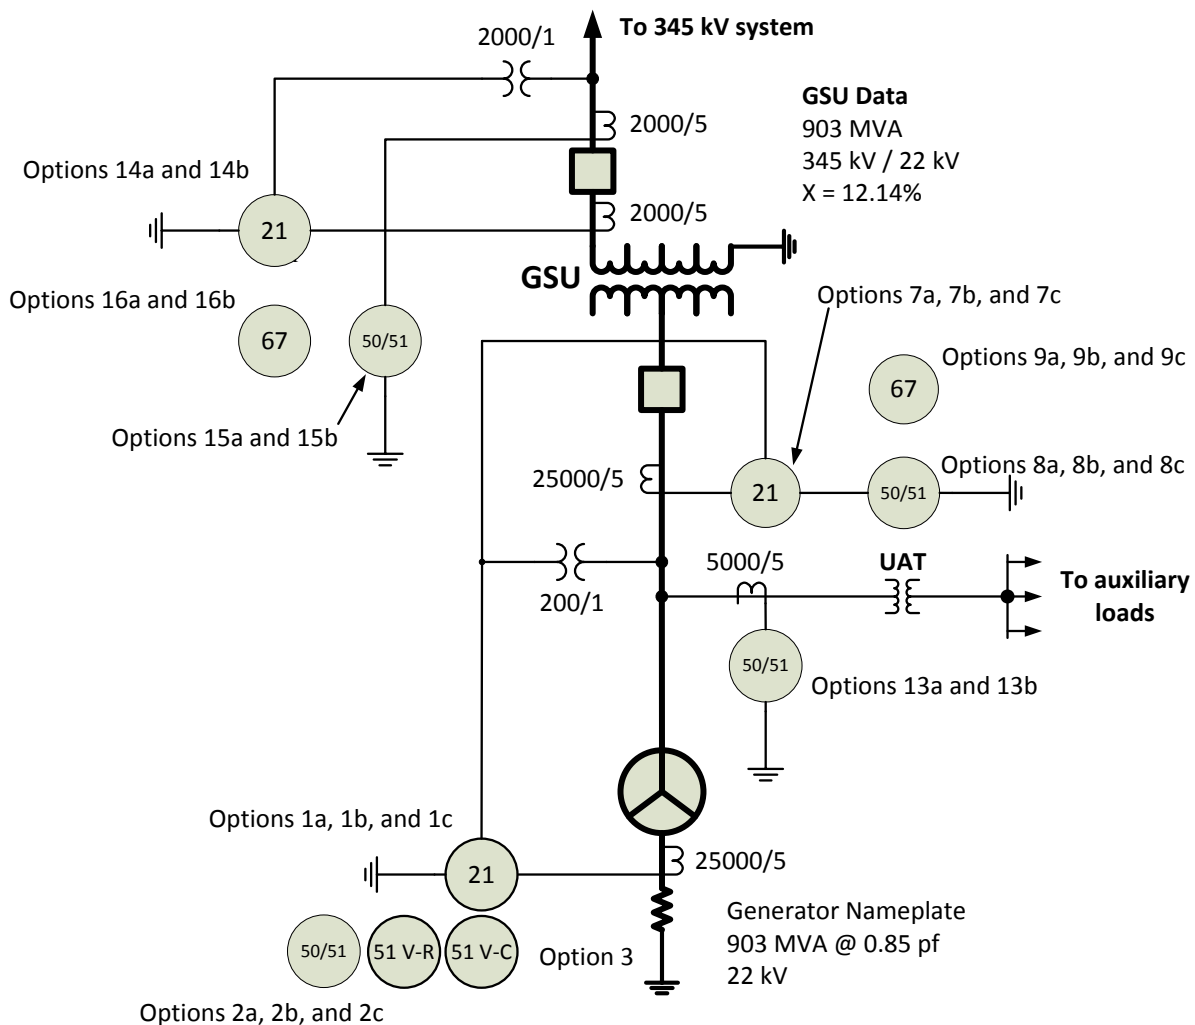 To 345 kV system
2000/1
GSU Data
903 MVA
345 kV / 22 kV
X = 12.14%
2000/5
Options 14a and 14b
21
2000/5
GSU
Options 16a and 16b
67
50/51
Options 7a, 7b, and 7c
Options 9a, 9b, and 9c
67
Options 15a and 15b
25000/5
21
50/51
Options 8a, 8b, and 8c
200/1
5000/5
UAT
To auxiliary
loads
50/51
Options 13a and 13b
Options 1a, 1b, and 1c
21
25000/5
Generator Nameplate
903 MVA @ 0.85 pf
22 kV
50/51
51 V-R
51 V-C
Option 3
Options 2a, 2b, and 2c